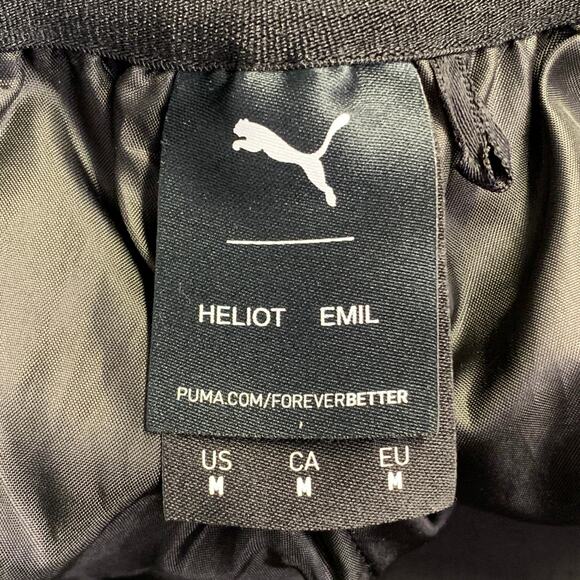 HELIOT EMIL
PUMA.COM/FOREVERBETTER
US CA EU
M M M